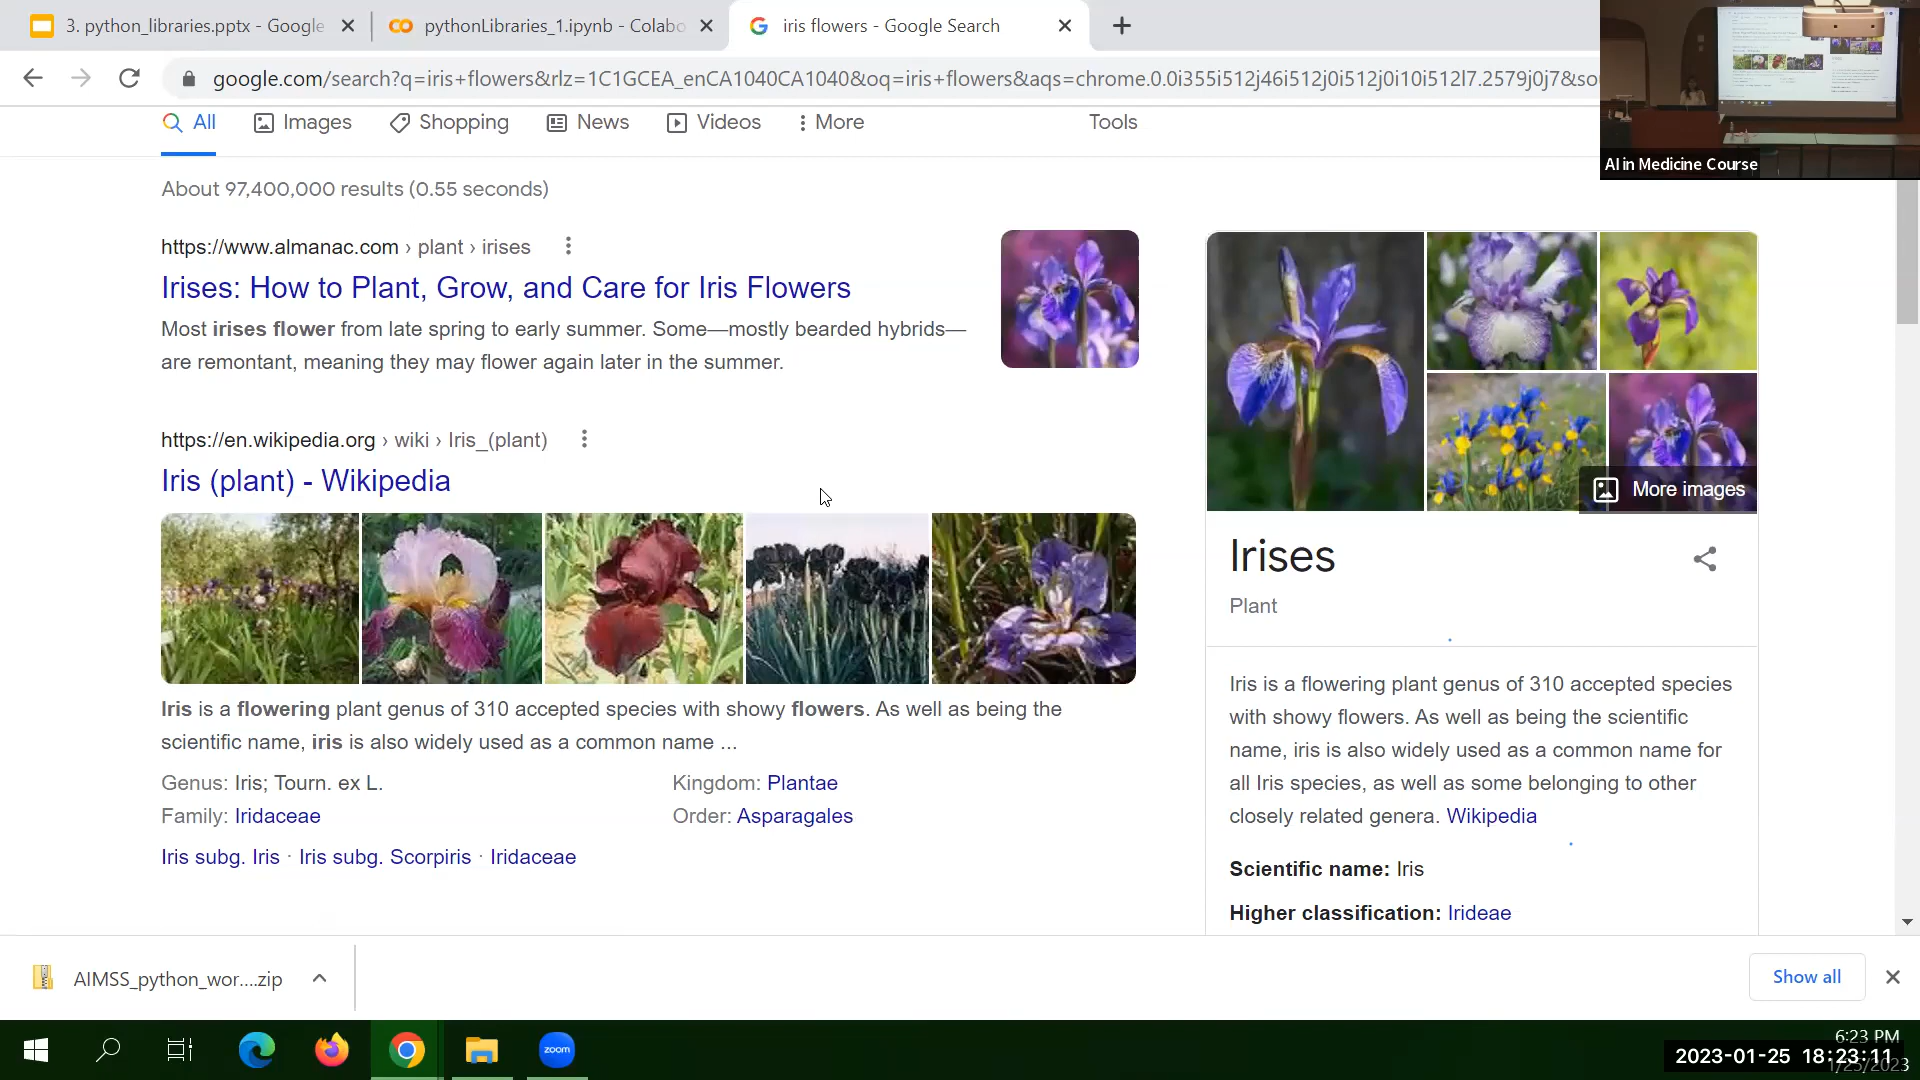 3. python_libraries.pptx - Google
pythonLibraries_1.ipynb - Colabo
iris flowers - Google Search
google.com/search?q=iris+flowers&rlz=1C1GCEA_enCA1040CA1040&oq=iris+flowers&aqs=chrome.0.0i355i512j46i512j0i512j0i10i512l7.2579j0j7&sou
AI in Medicine Course
All
Images
Shopping
News
Videos
More
Tools
About 97,400,000 results (0.55 seconds)
https://www.almanac.com › plant › irises
Irises: How to Plant, Grow, and Care for Iris Flowers
Most irises flower from late spring to early summer. Some—mostly bearded hybrids—
are remontant, meaning they may flower again later in the summer.
https://en.wikipedia.org › wiki › Iris_(plant)
Iris (plant) - Wikipedia
Iris is a flowering plant genus of 310 accepted species with showy flowers. As well as being the
scientific name, iris is also widely used as a common name ...
Genus: Iris; Tourn. ex L.
Kingdom: Plantae
Family: Iridaceae
Order: Asparagales
Iris subg. Iris · Iris subg. Scorpiris · Iridaceae
More images
Irises
Plant
Iris is a flowering plant genus of 310 accepted species
with showy flowers. As well as being the scientific
name, iris is also widely used as a common name for
all Iris species, as well as some belonging to other
closely related genera. Wikipedia
Scientific name: Iris
Higher classification: Irideae
AIMSS_python_wor....zip
Show all
zoom
6:23 PM
2023-01-25 18:23:11
1/25/2023